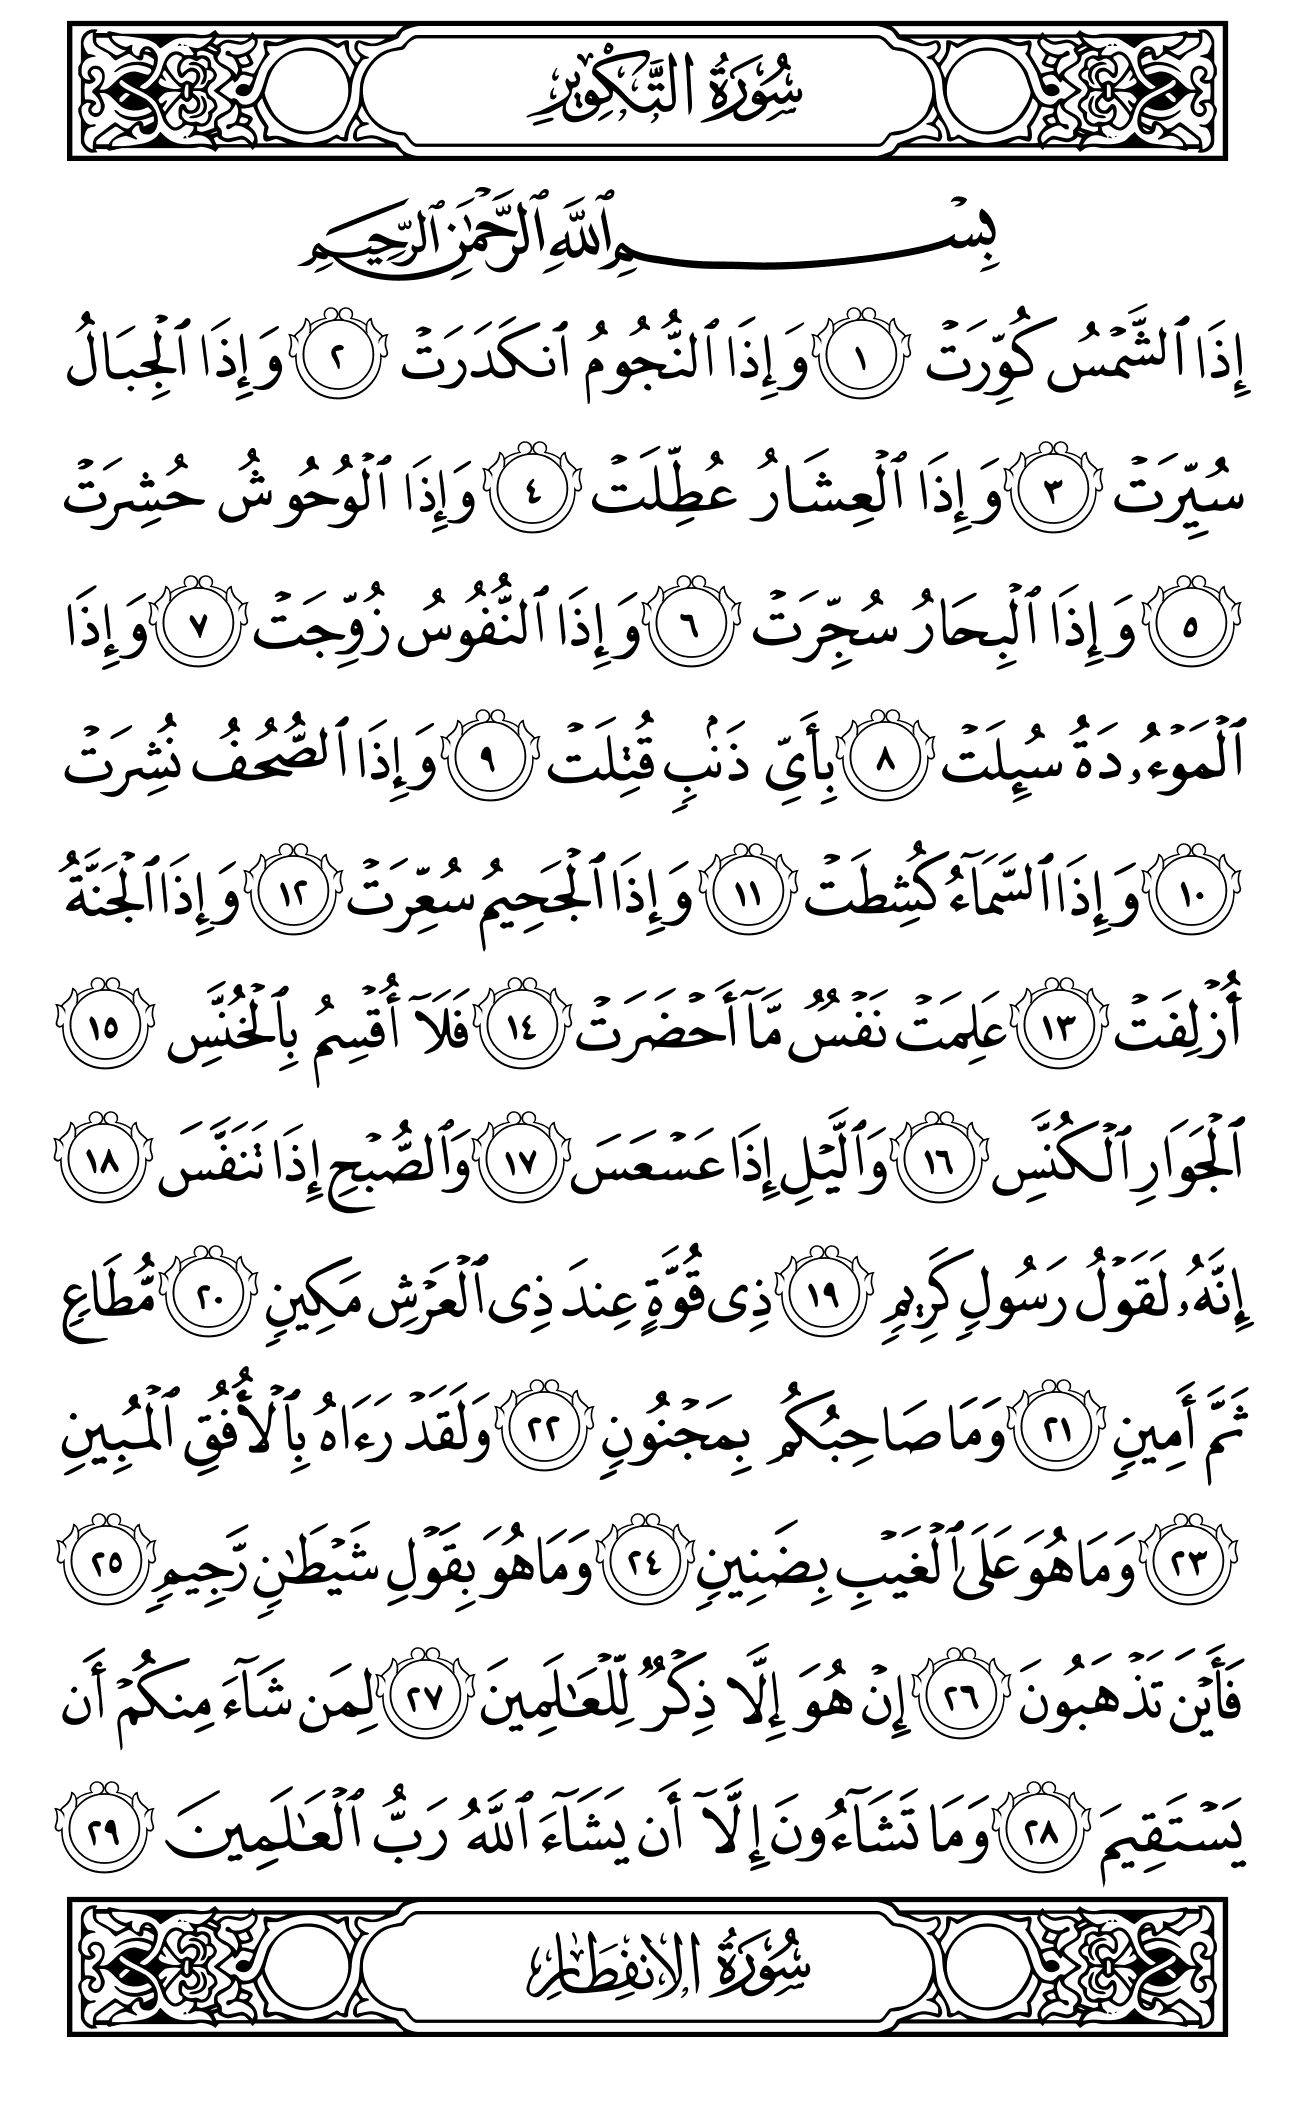 سُورَةُ التَّكْوِيرِ
بِسْمِ ٱللَّهِ ٱلرَّحْمَٰنِ ٱلرَّحِيمِ
إِذَا ٱلشَّمْسُ كُوِّرَتْ ١ وَإِذَا ٱلنُّجُومُ ٱنكَدَرَتْ ٢ وَإِذَا ٱلْجِبَالُ
سُيِّرَتْ ٣ وَإِذَا ٱلْعِشَارُ عُطِّلَتْ ٤ وَإِذَا ٱلْوُحُوشُ حُشِرَتْ
٥ وَإِذَا ٱلْبِحَارُ سُجِّرَتْ ٦ وَإِذَا ٱلنُّفُوسُ زُوِّجَتْ ٧ وَإِذَا
ٱلْمَوْءُۥدَةُ سُئِلَتْ ٨ بِأَىِّ ذَنۢبٍ قُتِلَتْ ٩ وَإِذَا ٱلصُّحُفُ نُشِرَتْ
١٠ وَإِذَا ٱلسَّمَآءُ كُشِطَتْ ١١ وَإِذَا ٱلْجَحِيمُ سُعِّرَتْ ١٢ وَإِذَا ٱلْجَنَّةُ
أُزْلِفَتْ ١٣ عَلِمَتْ نَفْسٌ مَّآ أَحْضَرَتْ ١٤ فَلَآ أُقْسِمُ بِٱلْخُنَّسِ ١٥
ٱلْجَوَارِ ٱلْكُنَّسِ ١٦ وَٱلَّيْلِ إِذَا عَسْعَسَ ١٧ وَٱلصُّبْحِ إِذَا تَنَفَّسَ ١٨
إِنَّهُۥ لَقَوْلُ رَسُولٍ كَرِيمٍ ١٩ ذِى قُوَّةٍ عِندَ ذِى ٱلْعَرْشِ مَكِينٍ ٢٠ مُّطَاعٍ
ثَمَّ أَمِينٍ ٢١ وَمَا صَاحِبُكُم بِمَجْنُونٍ ٢٢ وَلَقَدْ رَءَاهُ بِٱلْأُفُقِ ٱلْمُبِينِ
٢٣ وَمَا هُوَ عَلَى ٱلْغَيْبِ بِضَنِينٍ ٢٤ وَمَا هُوَ بِقَوْلِ شَيْطَٰنٍ رَّجِيمٍ ٢٥
فَأَيْنَ تَذْهَبُونَ ٢٦ إِنْ هُوَ إِلَّا ذِكْرٌ لِّلْعَٰلَمِينَ ٢٧ لِمَن شَآءَ مِنكُمْ أَن
يَسْتَقِيمَ ٢٨ وَمَا تَشَآءُونَ إِلَّآ أَن يَشَآءَ ٱللَّهُ رَبُّ ٱلْعَٰلَمِينَ ٢٩
سُورَةُ الِانفِطَارِ